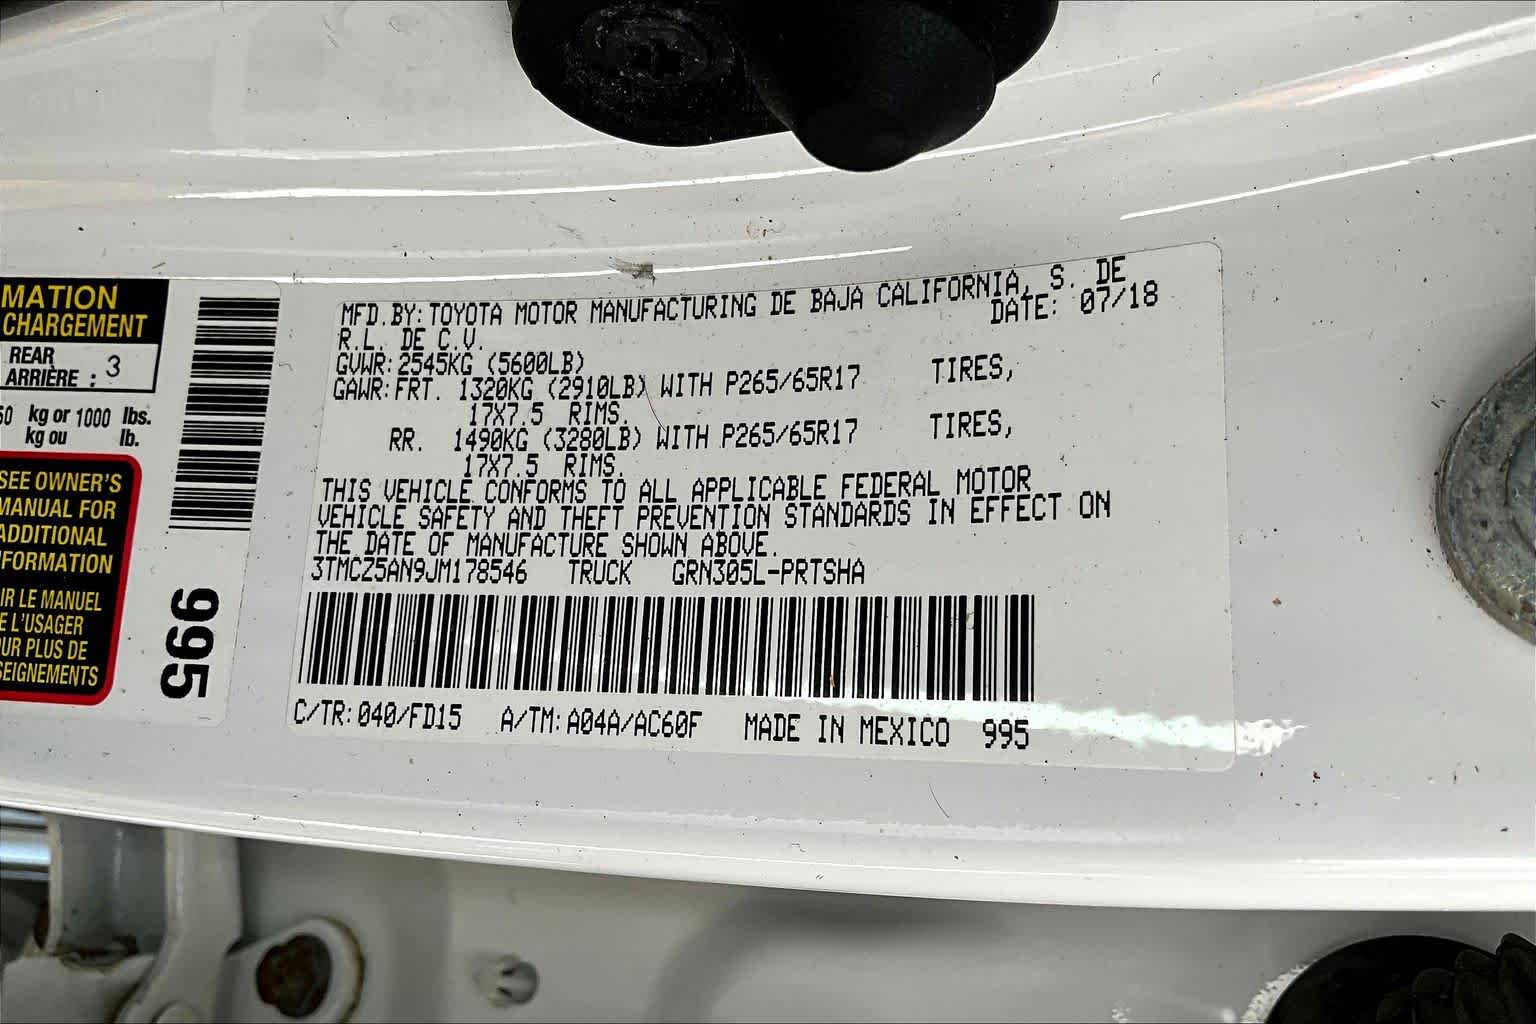 MATION
CHARGEMENT
REAR
ARRIÈRE : 3
kg or 1000 lbs.
kg ou lb.
SEE OWNER'S
MANUAL FOR
ADDITIONAL
NFORMATION
IR LE MANUEL
E L'USAGER
UR PLUS DE
SEIGNEMENTS
995
MFD.BY:TOYOTA MOTOR MANUFACTURING DE BAJA CALIFORNIA, S. DE
R.L. DE C.V. DATE: 07/18
GVWR:2545KG (5600LB)
GAWR:FRT. 1320KG (2910LB) WITH P265/65R17 TIRES,
17X7.5 RIMS.
RR. 1490KG (3280LB) WITH P265/65R17 TIRES,
17X7.5 RIMS.
THIS VEHICLE CONFORMS TO ALL APPLICABLE FEDERAL MOTOR
VEHICLE SAFETY AND THEFT PREVENTION STANDARDS IN EFFECT ON
THE DATE OF MANUFACTURE SHOWN ABOVE.
3TMCZ5AN9JM178546 TRUCK GRN305L-PRTSHA
C/TR:040/FD15 A/TM:A04A/AC60F MADE IN MEXICO 995